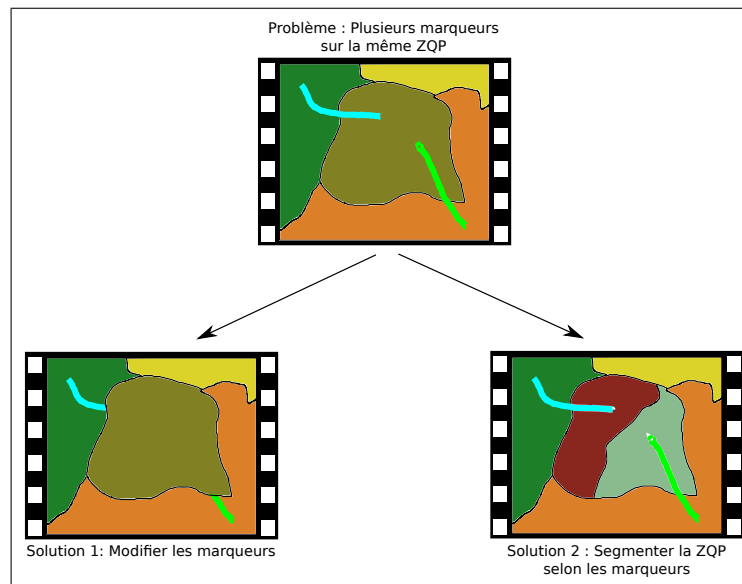 Problème : Plusieurs marqueurs
sur la même ZQP
Solution 1: Modifier les marqueurs
Solution 2 : Segmenter la ZQP
selon les marqueurs